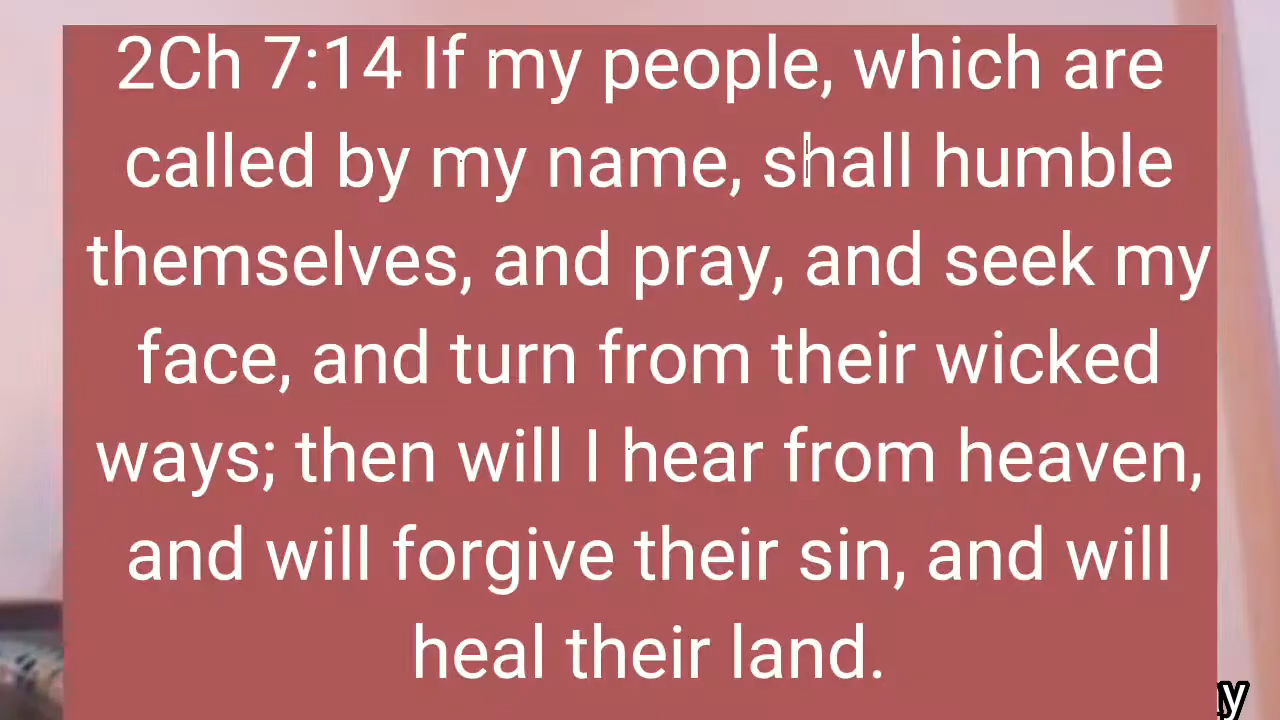 2Ch 7:14 If my people, which are
called by my name, shall humble
themselves, and pray, and seek my
face, and turn from their wicked
ways; then will I hear from heaven,
and will forgive their sin, and will
heal their land.